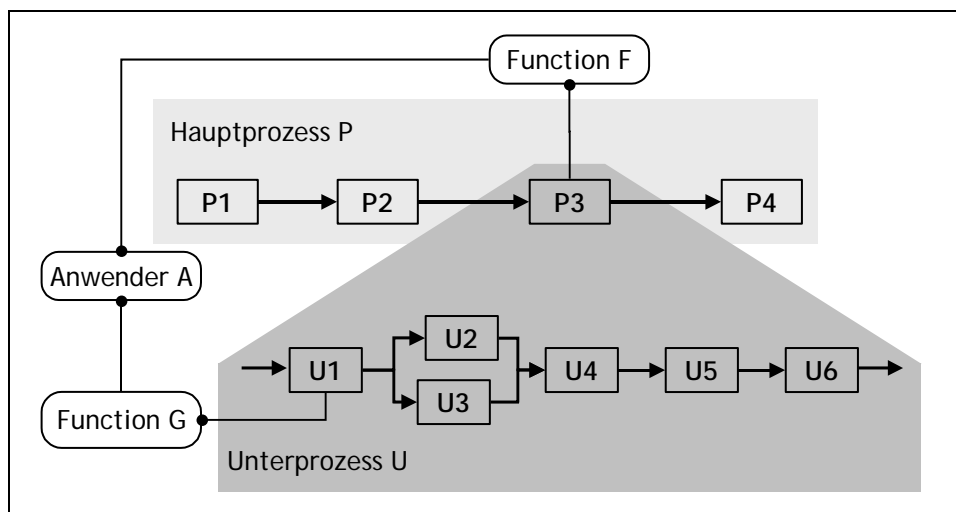 Function F
Hauptprozess P
P1
P2
P3
P4
Anwender A
U1
U2
U3
U4
U5
U6
Function G
Unterprozess U